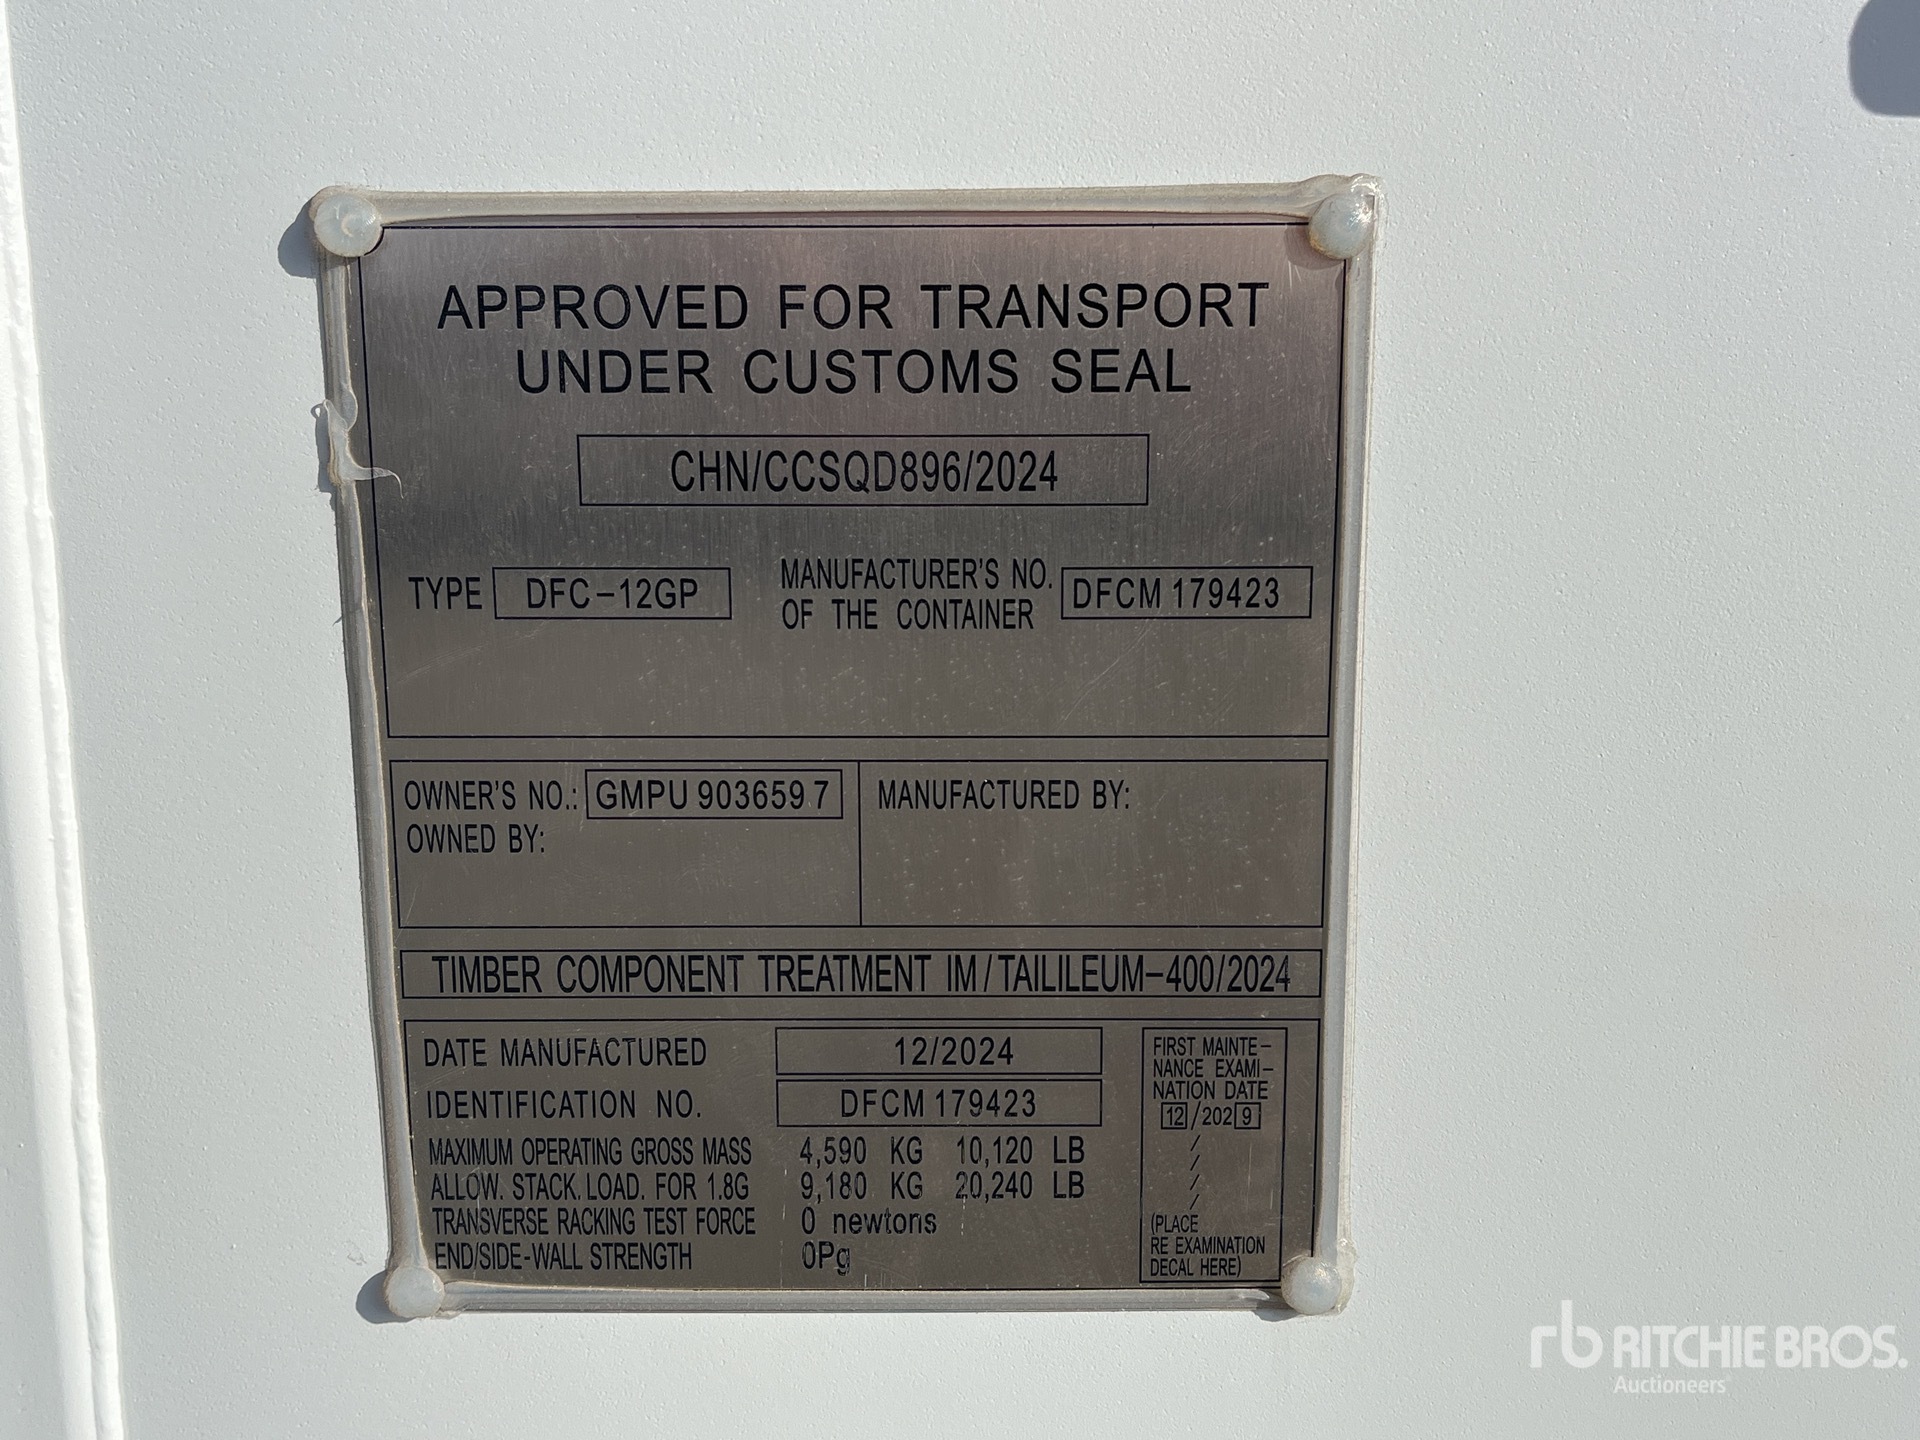 APPROVED FOR TRANSPORT
UNDER CUSTOMS SEAL
CHN/CCSQD896/2024
TYPE DFC-12GP MANUFACTURER'S NO. OF THE CONTAINER DFCM 179423
OWNER'S NO.: GMPU 903659 7
OWNED BY:
MANUFACTURED BY:
TIMBER COMPONENT TREATMENT IM/TAILILEUM-400/2024
DATE MANUFACTURED 12/2024
IDENTIFICATION NO. DFCM 179423
MAXIMUM OPERATING GROSS MASS 4,590 KG 10,120 LB
ALLOW. STACK. LOAD. FOR 1.8G 9,180 KG 20,240 LB
TRANSVERSE RACKING TEST FORCE 0 newtons
END/SIDE-WALL STRENGTH 0Pg
FIRST MAINTE-
NANCE EXAMI-
NATION DATE
12/2029
/
/
/
/
(PLACE
RE EXAMINATION
DECAL HERE)
rb RITCHIE BROS.
Auctioneers